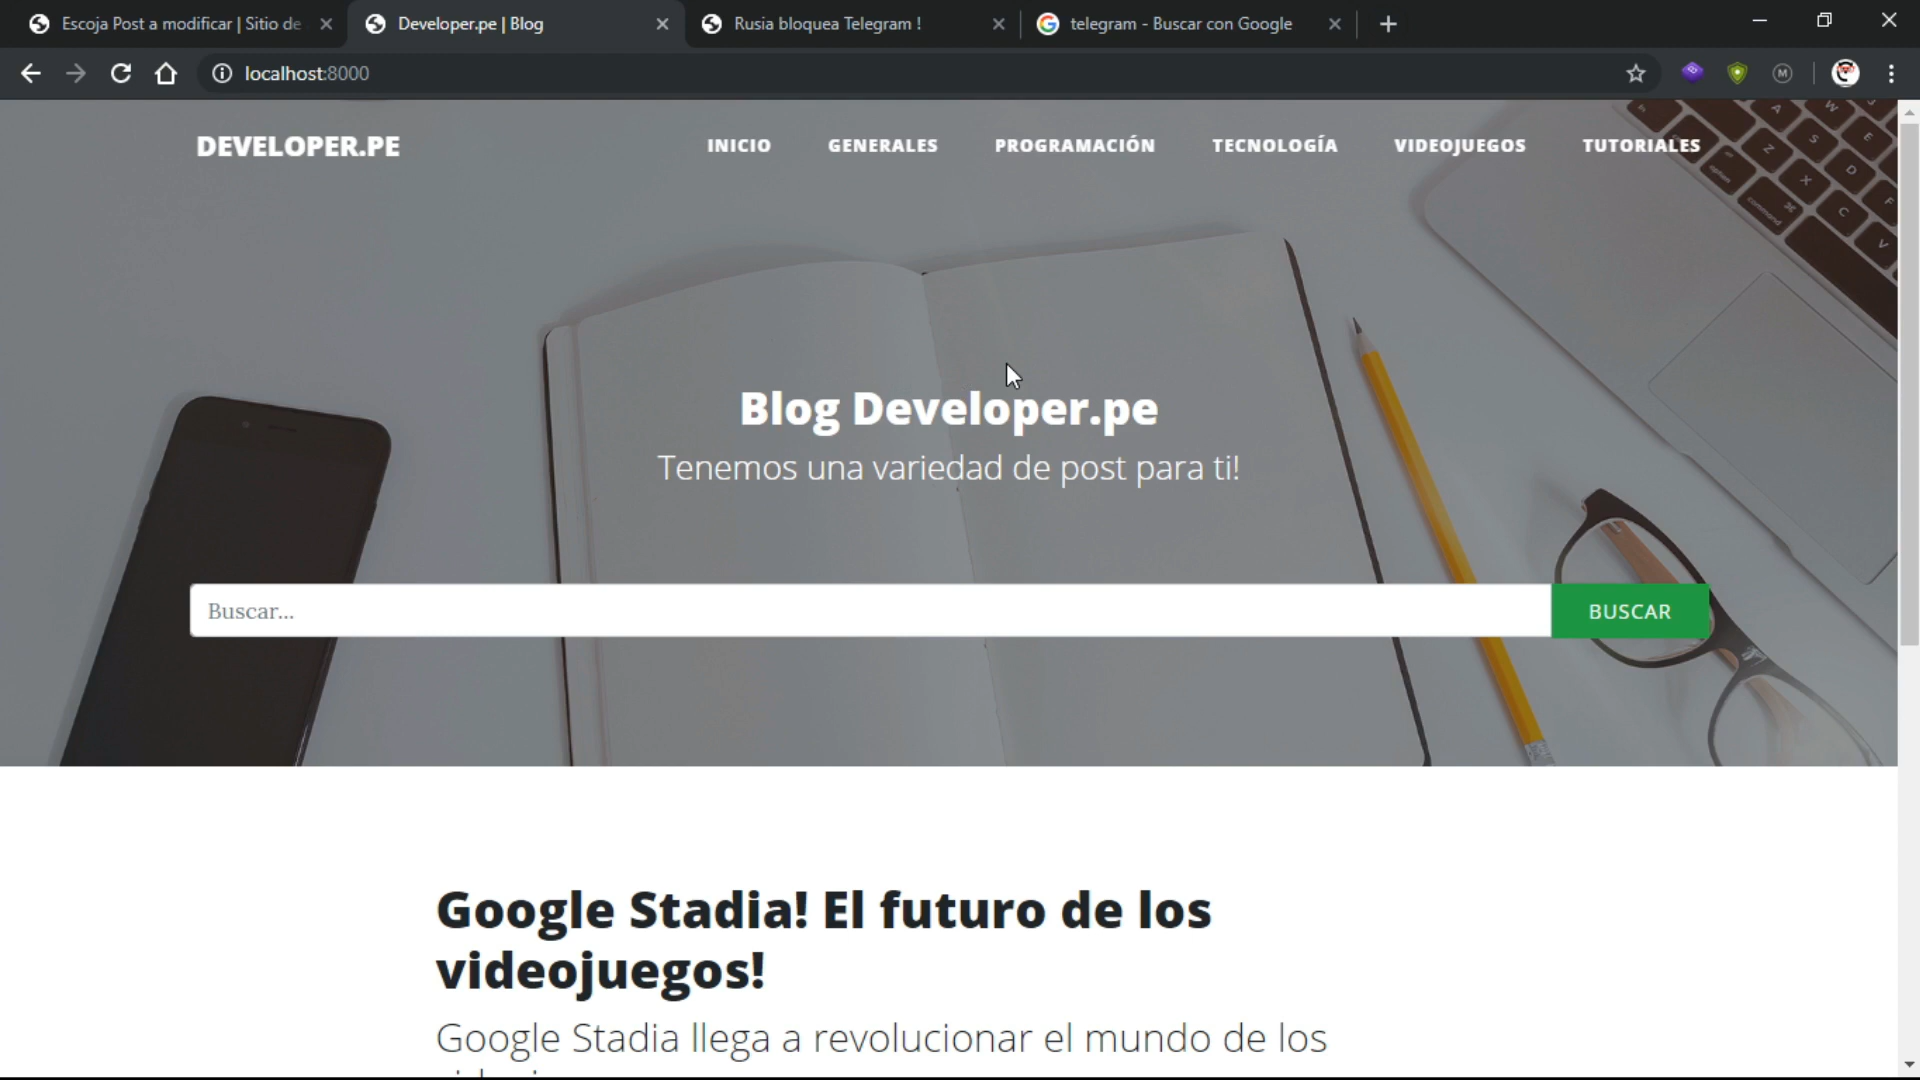 Escoja Post a modificar | Sitio de
Developer.pe | Blog
Rusia bloquea Telegram !
telegram - Buscar con Google
localhost:8000
DEVELOPER.PE
INICIO
GENERALES
PROGRAMACIÓN
TECNOLOGÍA
VIDEOJUEGOS
TUTORIALES
Blog Developer.pe
Tenemos una variedad de post para ti!
Buscar...
BUSCAR
Google Stadia! El futuro de los
videojuegos!
Google Stadia llega a revolucionar el mundo de los